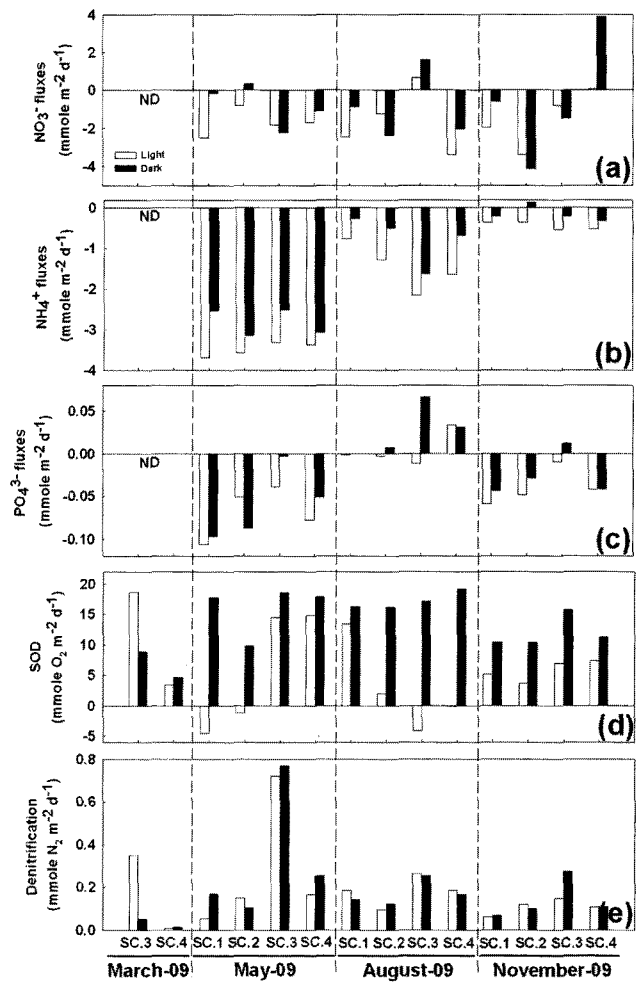 4
2
0
-2
-4
NO₃⁻ fluxes
(mmole m⁻² d⁻¹)
ND
Light
Dark
(a)
0
-1
-2
-3
-4
NH4⁺ fluxes
(mmole m⁻² d⁻¹)
ND
(b)
0.05
0.00
-0.05
-0.10
PO₄³⁻ fluxes
(mmole m⁻² d⁻¹)
ND
(c)
20
15
10
5
0
-5
SOD
(mmole O₂ m⁻² d⁻¹)
(d)
0.8
0.6
0.4
0.2
0.0
Denitrification
(mmole N₂ m⁻² d⁻¹)
(e)
SC.3 SC.4 SC.1 SC.2 SC.3 SC.4 SC.1 SC.2 SC.3 SC.4 SC.1 SC.2 SC.3 SC.4
March-09 May-09 August-09 November-09